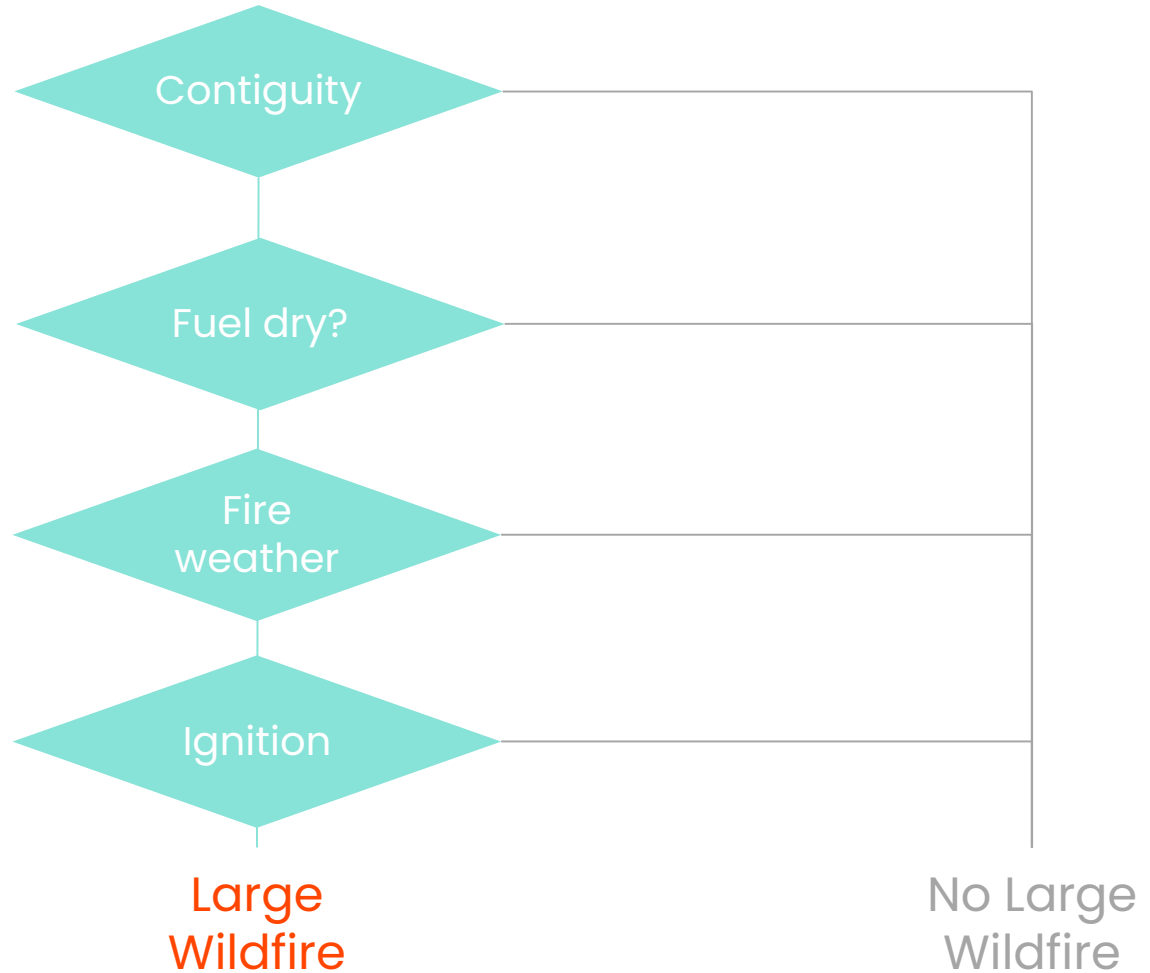 Contiguity
Fuel dry?
Fire
weather
Ignition
Large
Wildfire
No Large
Wildfire